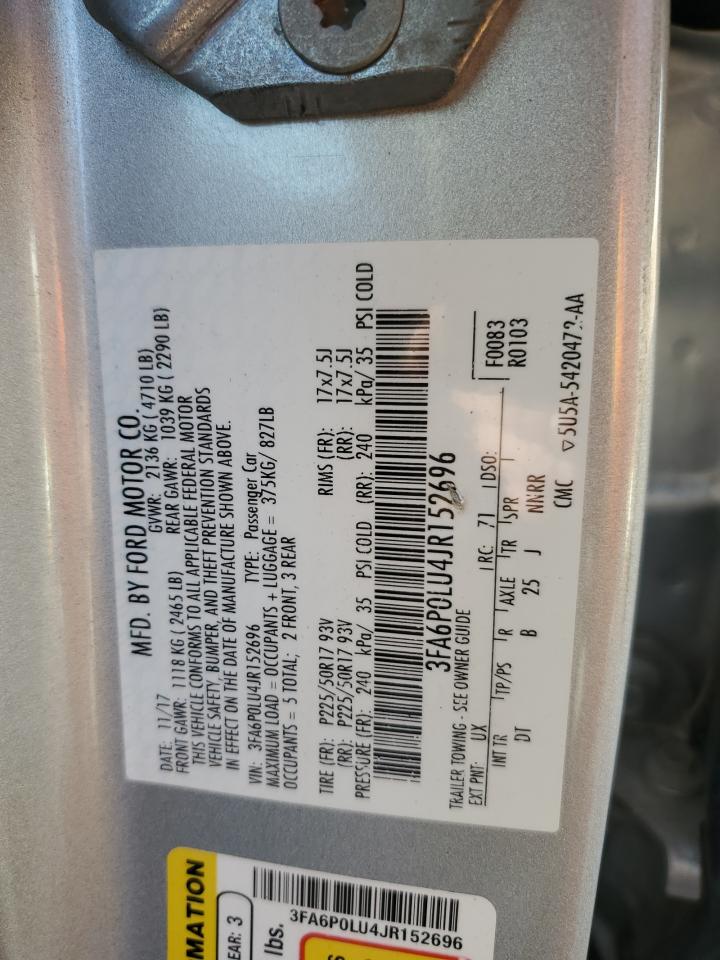 MFD. BY FORD MOTOR CO.
DATE: 11/17 GVWR: 2136 KG ( 4710 LB)
FRONT GAWR: 1118 KG ( 2465 LB) REAR GAWR: 1039 KG ( 2290 LB)
THIS VEHICLE CONFORMS TO ALL APPLICABLE FEDERAL MOTOR
VEHICLE SAFETY, BUMPER, AND THEFT PREVENTION STANDARDS
IN EFFECT ON THE DATE OF MANUFACTURE SHOWN ABOVE.
VIN: 3FA6P0LU4JR152696 TYPE: Passenger Car
MAXIMUM LOAD = OCCUPANTS + LUGGAGE = 375KG/ 827LB
OCCUPANTS = 5 TOTAL; 2 FRONT, 3 REAR
TIRE (FR): P225/50R17 93V RIMS (FR): 17x7.5J
(RR): P225/50R17 93V (RR): 17x7.5J
PRESSURE (FR): 240 kPa/ 35 PSI COLD (RR): 240 kPa/ 35 PSI COLD
3FA6P0LU4JR152696
TRAILER TOWING - SEE OWNER GUIDE
EXT PNT: UX RC: 71 DSO:
INT TR TP/PS R AXLE TR SPR
DT B 25 J NNRR
F0083
R0103
CMC ▽5U5A-5420472-AA
MATION
EAR: 3
lbs.
3FA6P0LU4JR152696